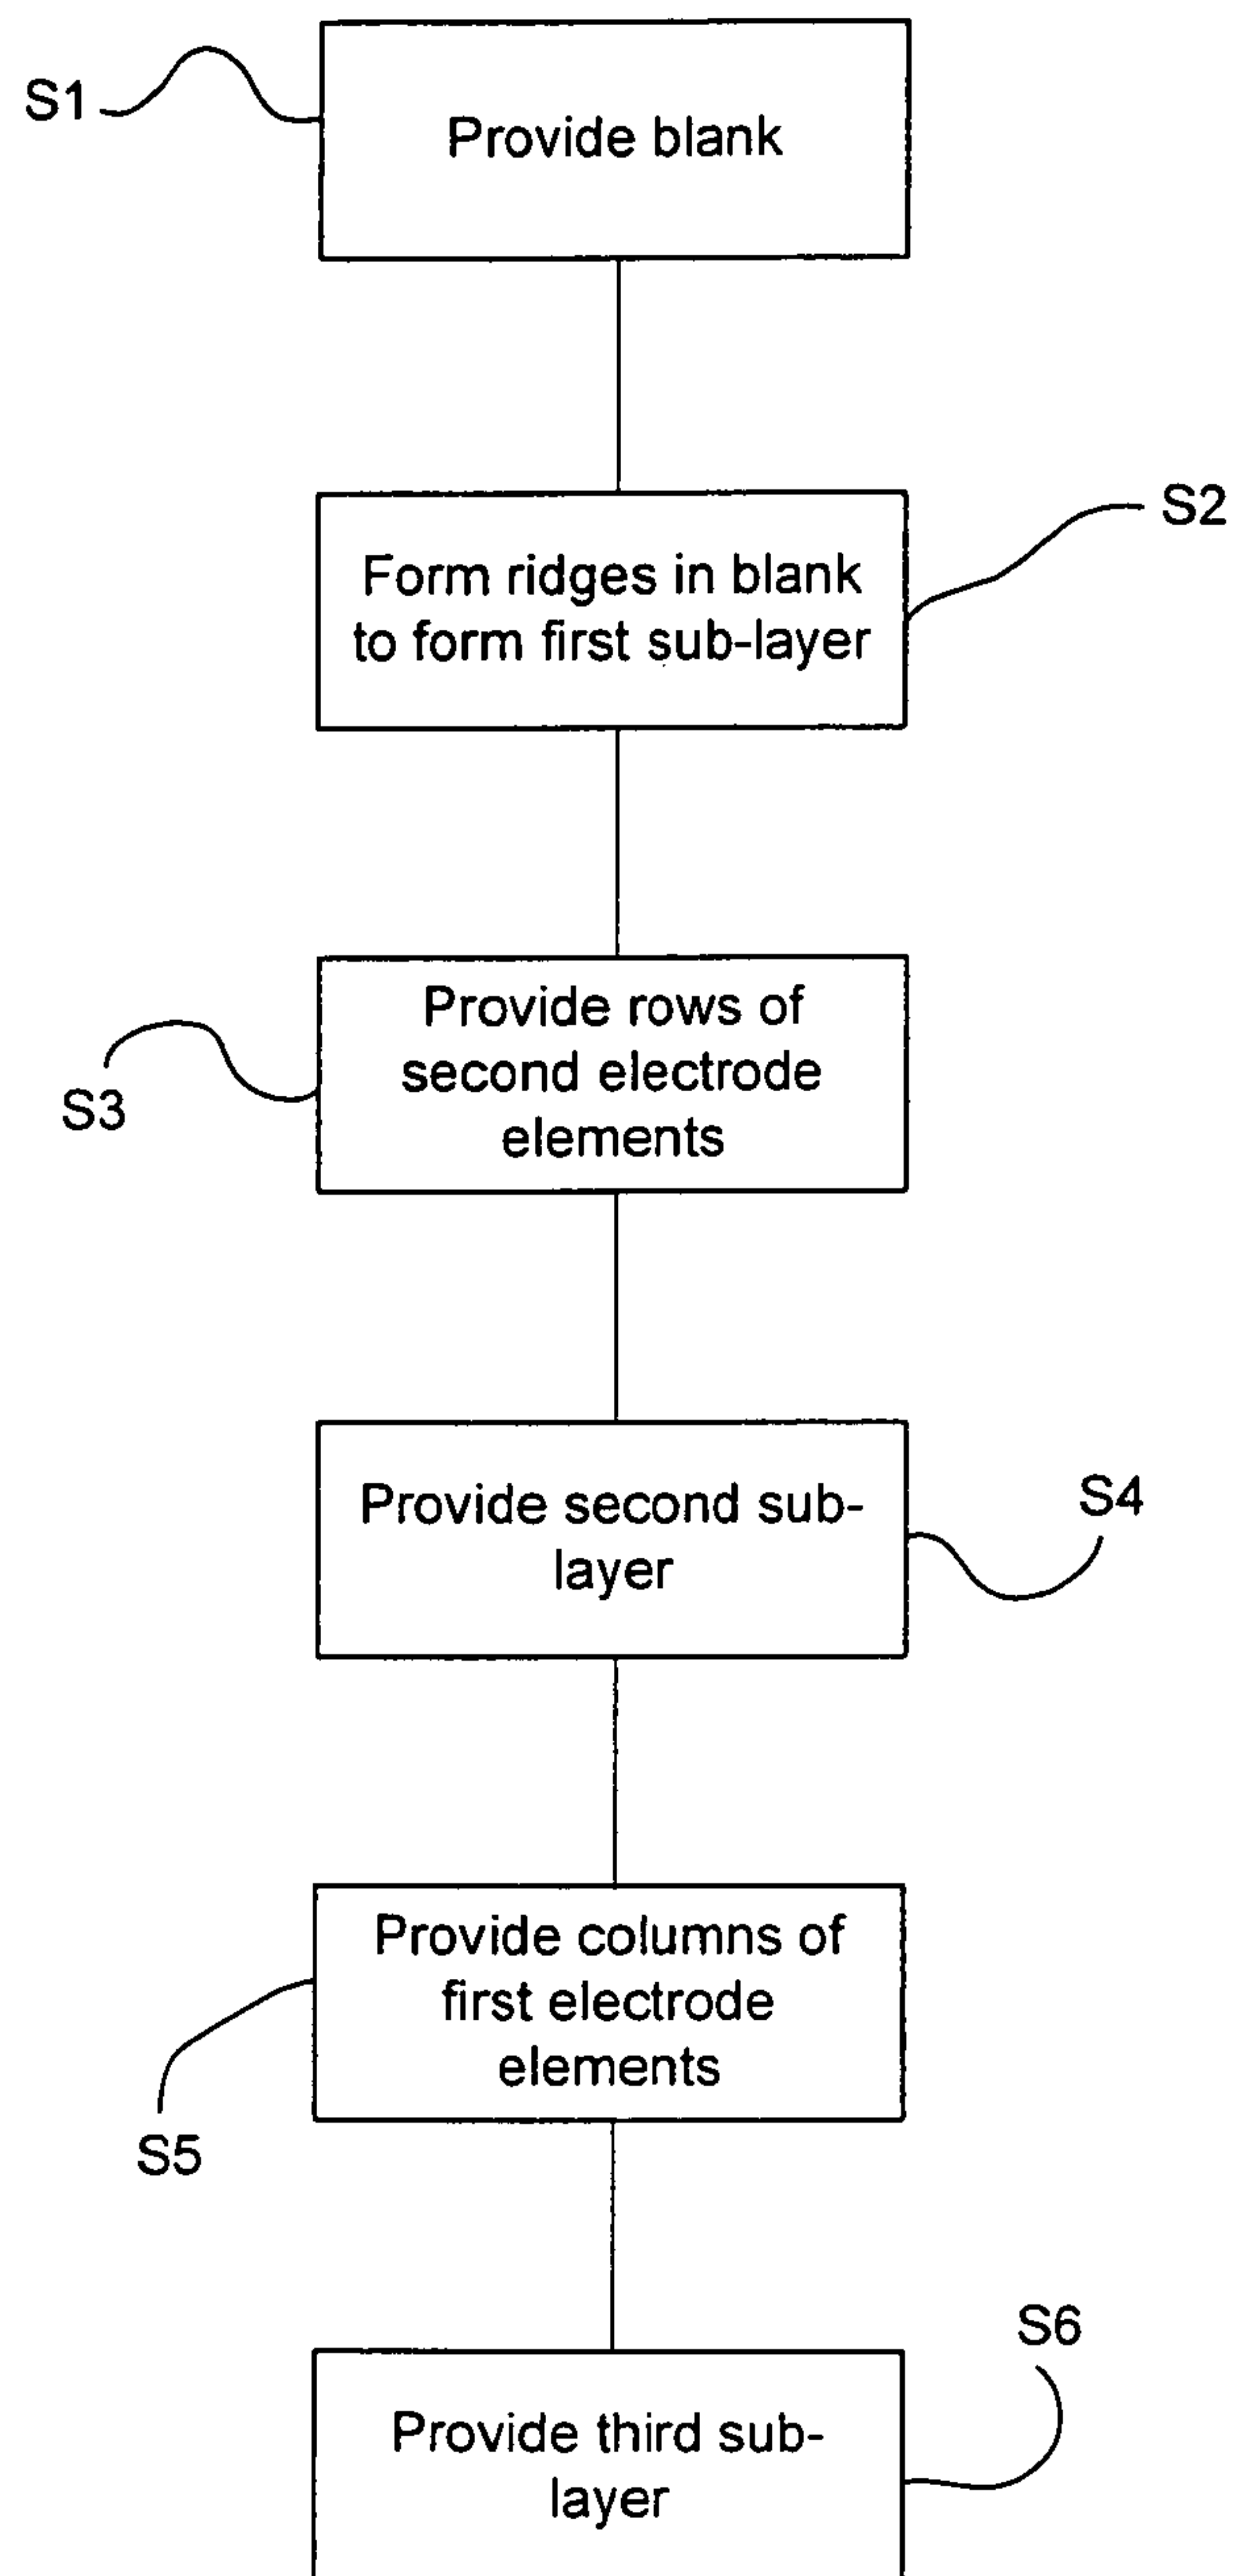 S1
Provide blank
S2
Form ridges in blank
to form first sub-layer
Provide rows of
second electrode
elements
S3
Provide second sub-
layer
S4
Provide columns of
first electrode
elements
S5
S6
Provide third sub-
layer